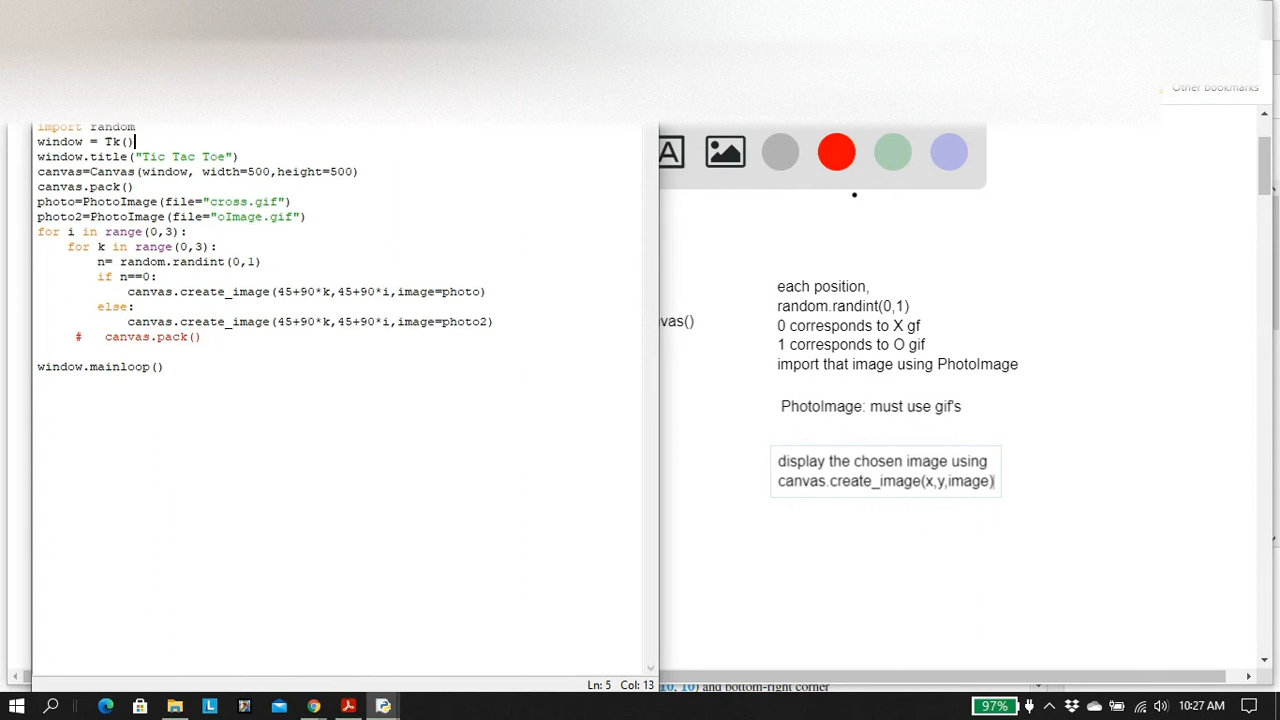 Other bookmarks
import random
window = Tk()
window.title("Tic Tac Toe")
canvas=Canvas(window, width=500,height=500)
canvas.pack()
photo=PhotoImage(file="cross.gif")
photo2=PhotoImage(file="oImage.gif")
for i in range(0,3):
    for k in range(0,3):
        n= random.randint(0,1)
        if n==0:
            canvas.create_image(45+90*k,45+90*i,image=photo)
        else:
            canvas.create_image(45+90*k,45+90*i,image=photo2)
     #   canvas.pack()
window.mainloop()
Ln: 5 Col: 13
A
vas()
each position,
random.randint(0,1)
0 corresponds to X gf
1 corresponds to O gif
import that image using PhotoImage
PhotoImage: must use gif's
display the chosen image using
canvas.create_image(x,y,image)
10, 10) and bottom-right corner
L
97%
10:27 AM